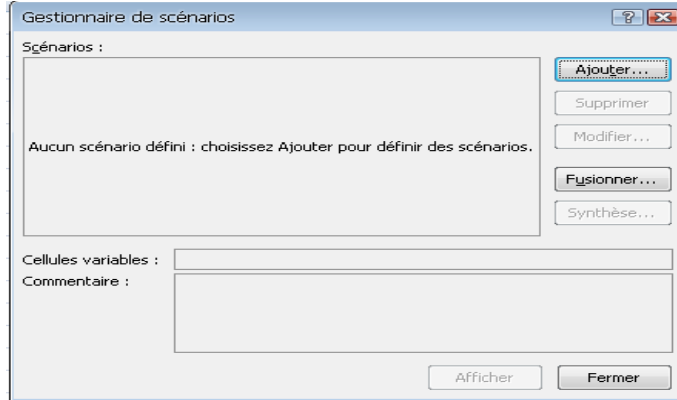 Gestionnaire de scénarios
Scénarios :
Aucun scénario défini : choisissez Ajouter pour définir des scénarios.
Ajouter...
Supprimer
Modifier...
Fusionner...
Synthèse...
Cellules variables :
Commentaire :
Afficher
Fermer